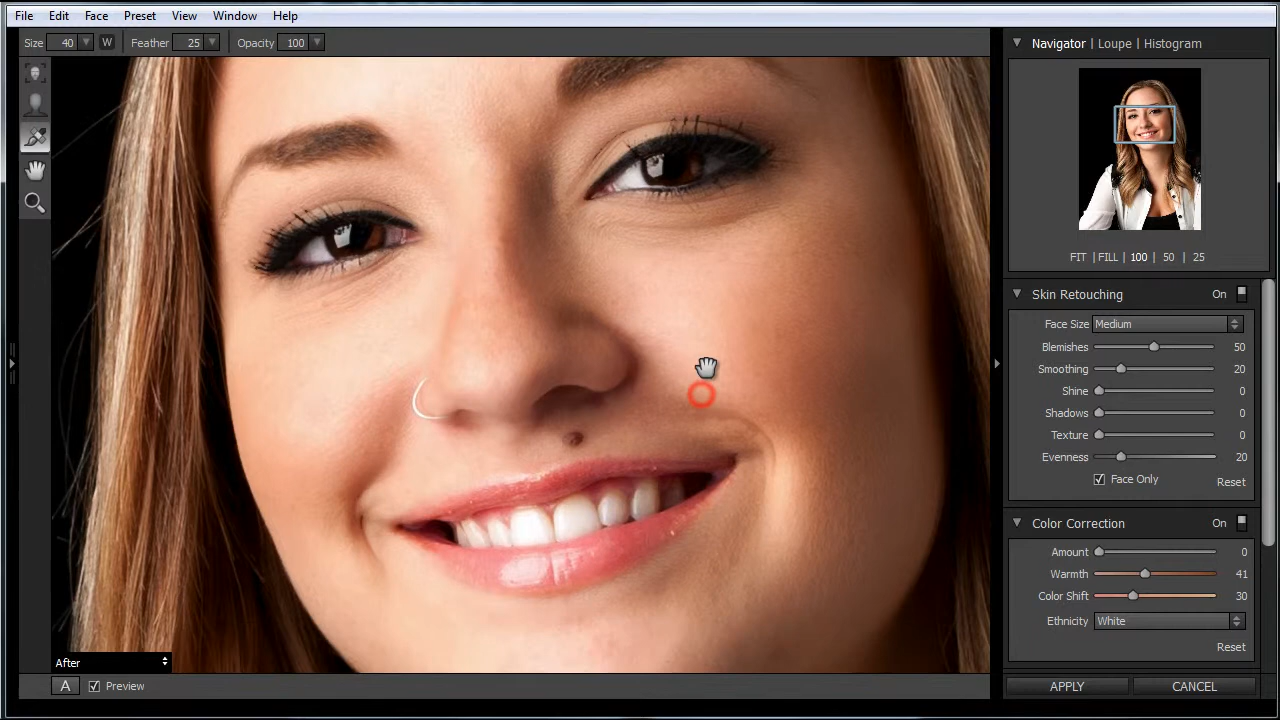 File Edit Face Preset View Window Help
Size 40 W Feather 25 Opacity 100
Navigator | Loupe | Histogram
FIT | FILL | 100 | 50 | 25
Skin Retouching On
Face Size Medium
Blemishes 50
Smoothing 20
Shine 0
Shadows 0
Texture 0
Evenness 20
Face Only Reset
Color Correction On
Amount 0
Warmth 41
Color Shift 30
Ethnicity White
Reset
After
A Preview
APPLY CANCEL